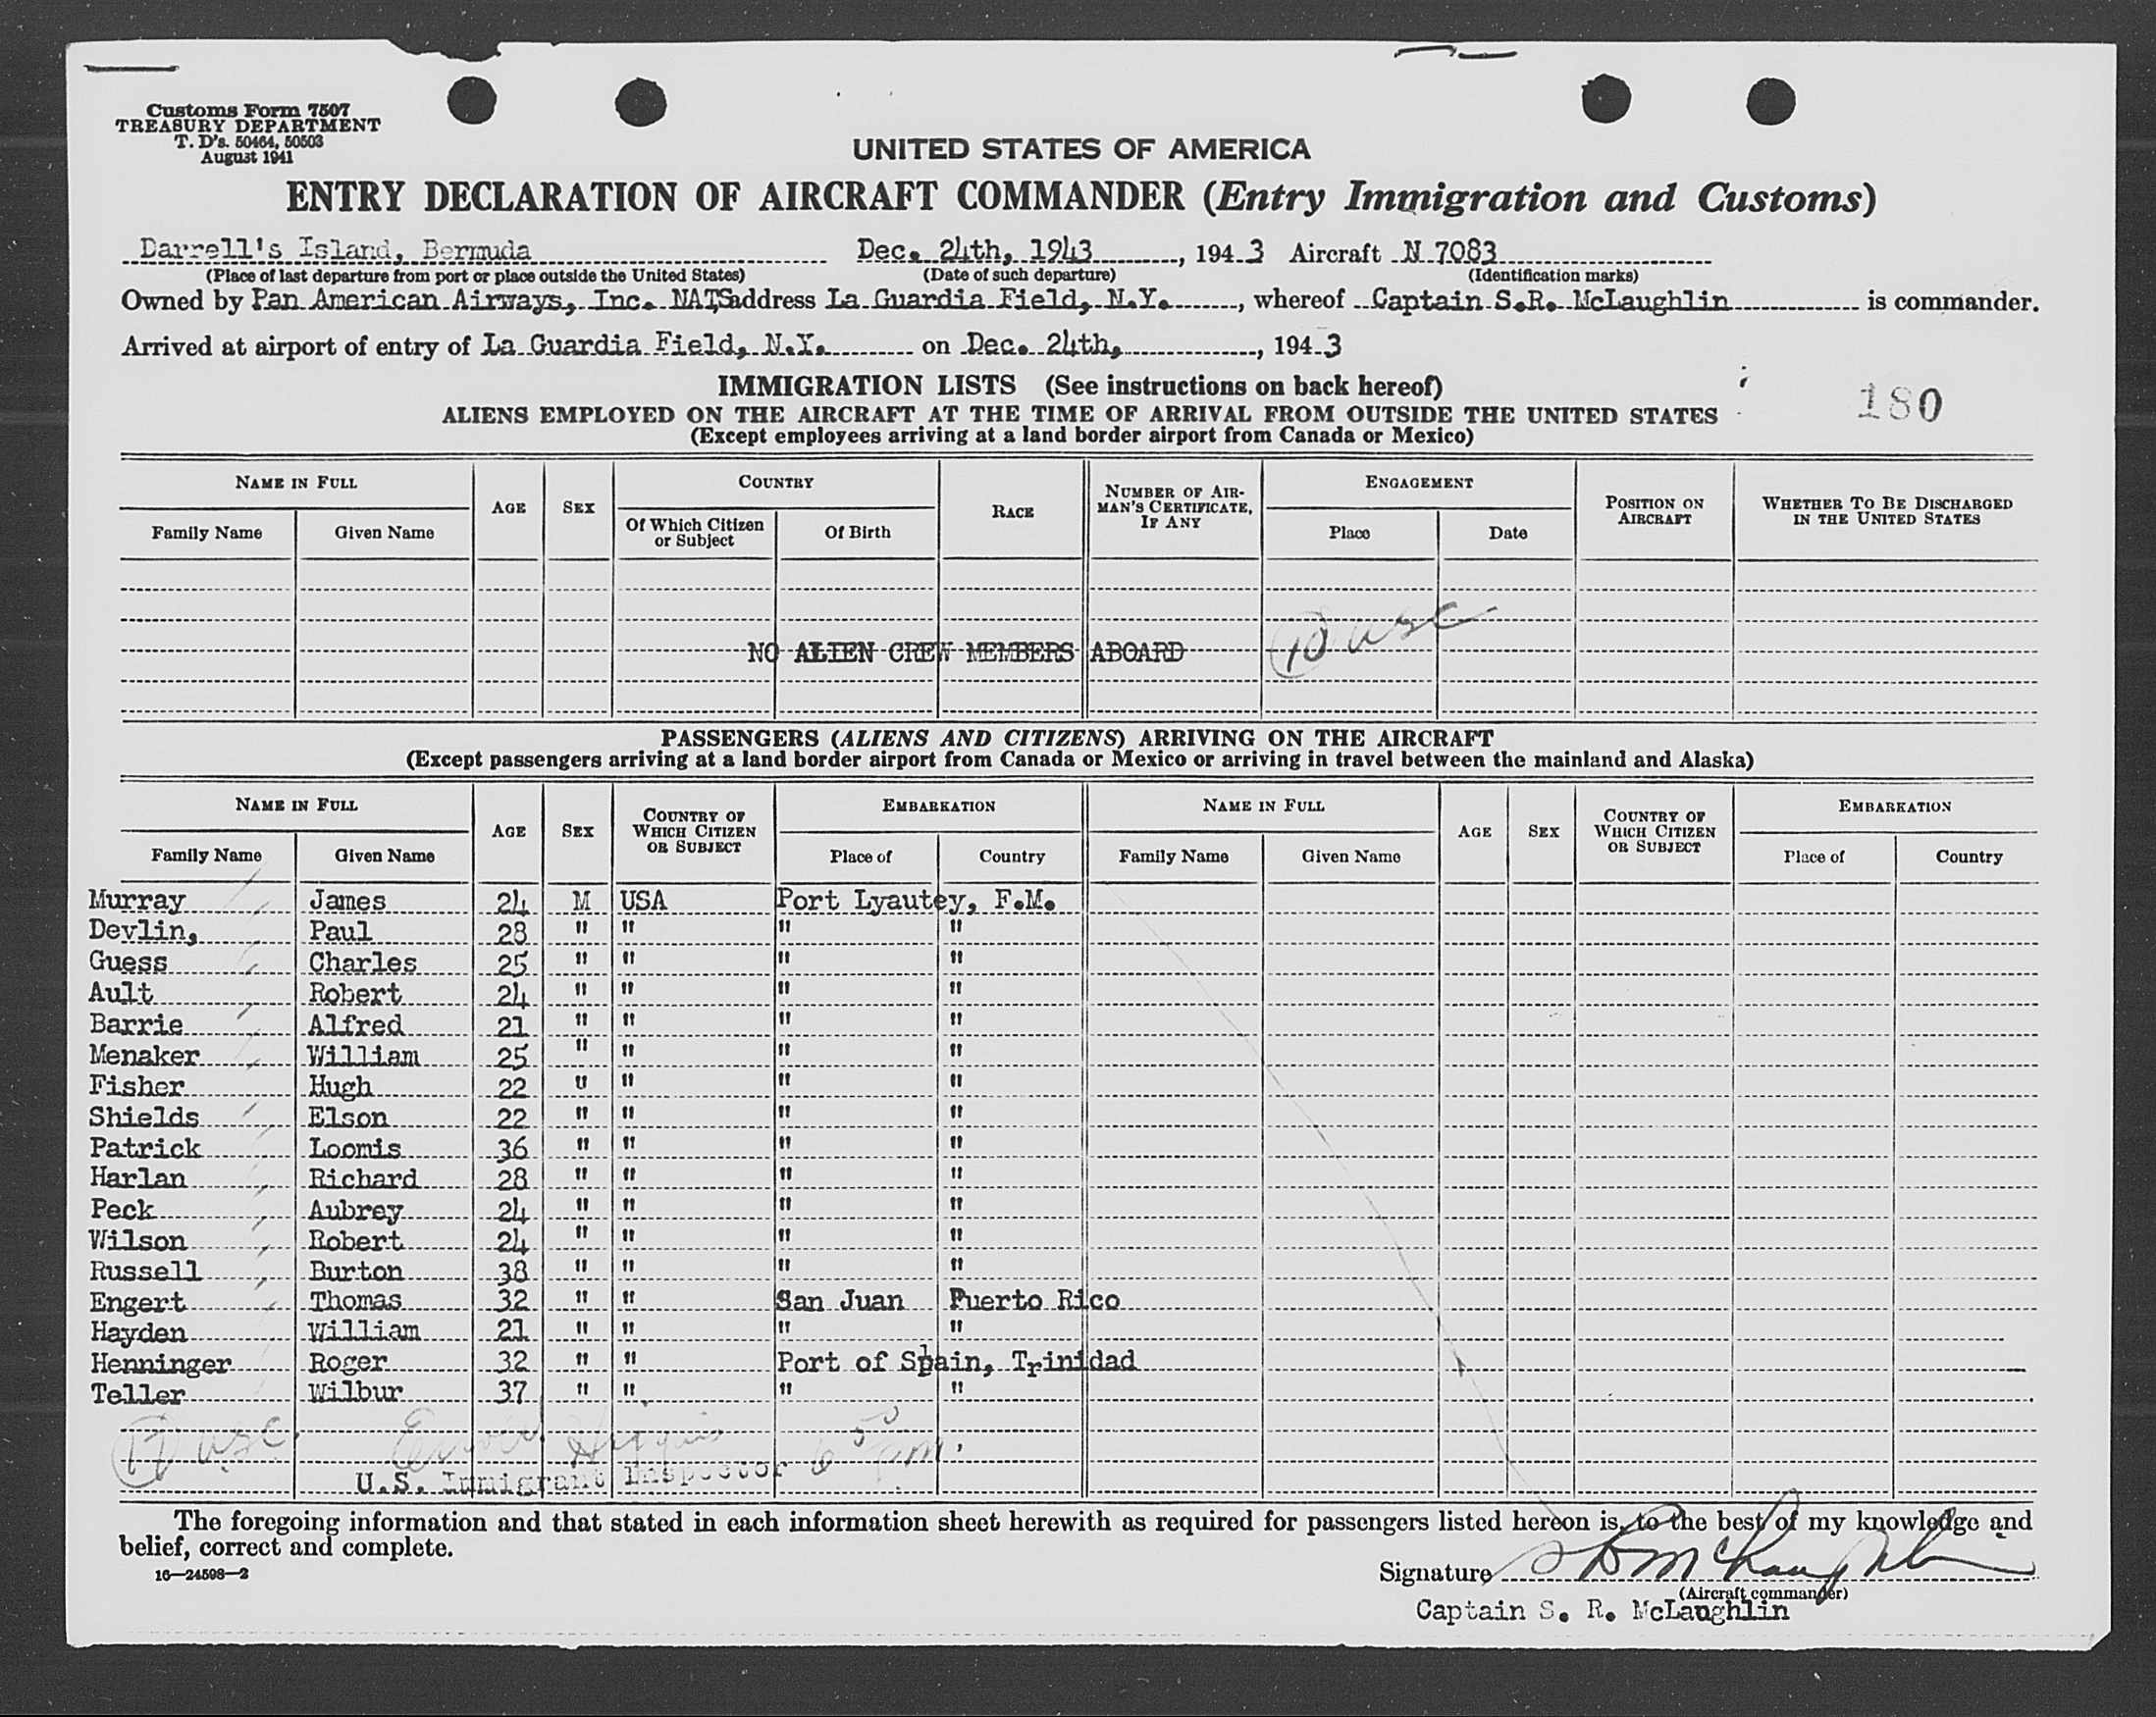 Customs Form 7507
TREASURY DEPARTMENT
T. D's. 50464, 50503
August 1941
UNITED STATES OF AMERICA
ENTRY DECLARATION OF AIRCRAFT COMMANDER (Entry Immigration and Customs)
Darrell's Island, Bermuda Dec. 24th, 1943, 194 3 Aircraft N 7083
(Place of last departure from port or place outside the United States) (Date of such departure) (Identification marks)
Owned by Pan American Airways, Inc. NATS address La Guardia Field, N.Y., whereof Captain S.R. McLaughlin is commander.
Arrived at airport of entry of La Guardia Field, N.Y. on Dec. 24th, , 194 3
IMMIGRATION LISTS (See instructions on back hereof)
180
ALIENS EMPLOYED ON THE AIRCRAFT AT THE TIME OF ARRIVAL FROM OUTSIDE THE UNITED STATES
(Except employees arriving at a land border airport from Canada or Mexico)
NAME IN FULL AGE SEX COUNTRY RACE NUMBER OF AIRMAN'S CERTIFICATE, IF ANY ENGAGEMENT POSITION ON AIRCRAFT WHETHER TO BE DISCHARGED IN THE UNITED STATES
Family Name Given Name Of Which Citizen or Subject Of Birth Place Date
NO ALIEN CREW MEMBERS ABOARD 10 usc
PASSENGERS (ALIENS AND CITIZENS) ARRIVING ON THE AIRCRAFT
(Except passengers arriving at a land border airport from Canada or Mexico or arriving in travel between the mainland and Alaska)
NAME IN FULL AGE SEX COUNTRY OF WHICH CITIZEN OR SUBJECT EMBARKATION NAME IN FULL AGE SEX COUNTRY OF WHICH CITIZEN OR SUBJECT EMBARKATION
Family Name Given Name Place of Country Family Name Given Name Place of Country
Murray James 24 M USA Port Lyautey, F.M.
Devlin, Paul 28 " " " "
Guess Charles 25 " " " "
Ault Robert 24 " " " "
Barrie Alfred 21 " " " "
Menaker William 25 " " " "
Fisher Hugh 22 " " " "
Shields Elson 22 " " " "
Patrick Loomis 36 " " " "
Harlan Richard 28 " " " "
Peck Aubrey 24 " " " "
Wilson Robert 24 " " " "
Russell Burton 38 " " " "
Engert Thomas 32 " " San Juan Puerto Rico
Hayden William 21 " " " "
Henninger Roger 32 " " Port of Spain, Trinidad
Teller Wilbur 37 " " " "
17 usc. 6 50 pm.
U.S. Immigrant Inspector
The foregoing information and that stated in each information sheet herewith as required for passengers listed hereon is, to the best of my knowledge and
belief, correct and complete.
16—24598—2
Signature S R McLaughlin
(Aircraft commander)
Captain S. R. McLaughlin